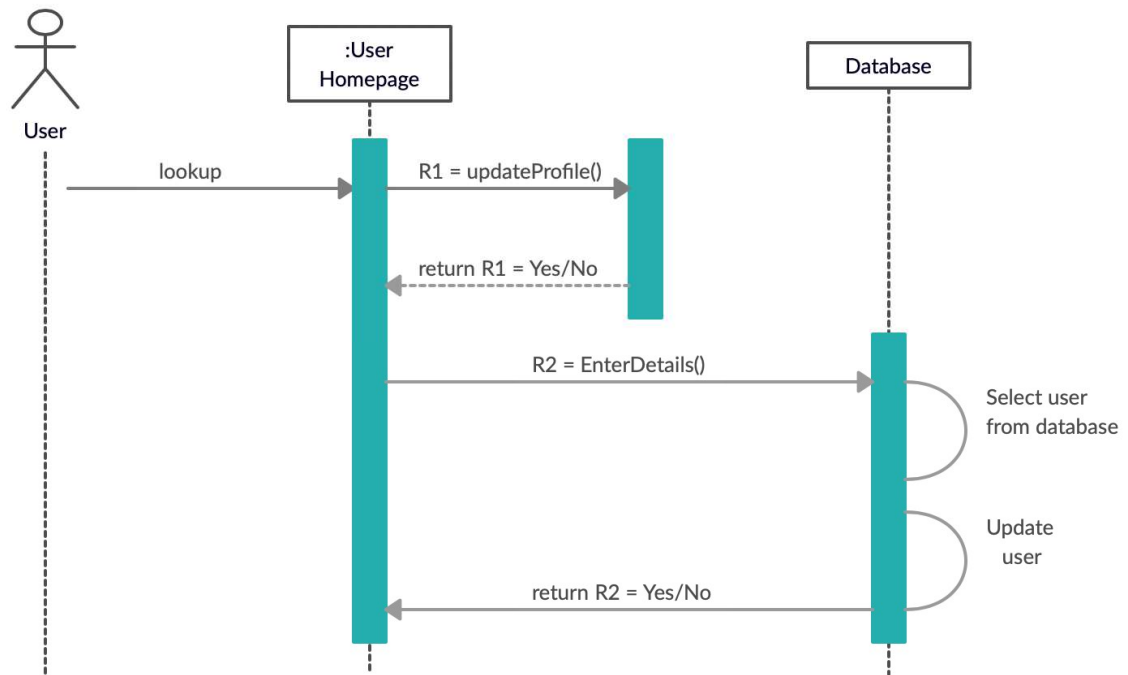 :User
Homepage
Database
User
lookup
R1 = updateProfile()
return R1 = Yes/No
R2 = EnterDetails()
Select user
from database
Update
user
return R2 = Yes/No